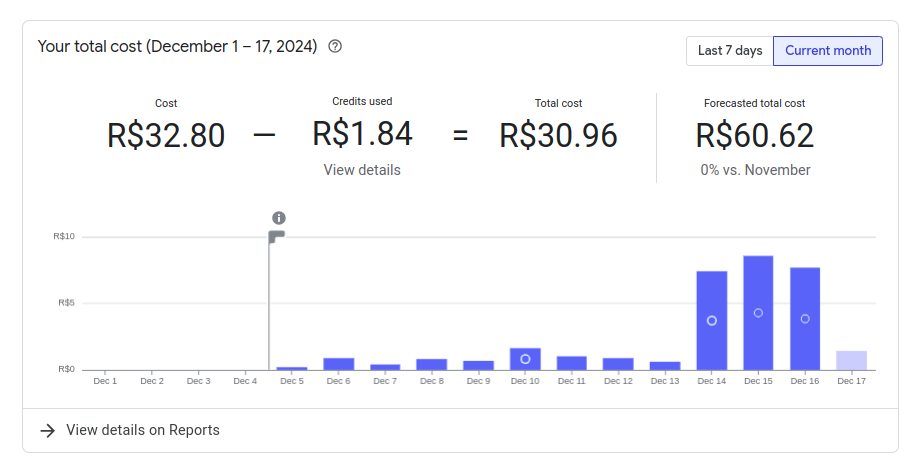 Your total cost (December 1 – 17, 2024)
Last 7 days
Current month
Cost
R$32.80
—
Credits used
R$1.84
View details
=
Total cost
R$30.96
Forecasted total cost
R$60.62
0% vs. November
R$10
R$5
R$0
Dec 1 Dec 2 Dec 3 Dec 4 Dec 5 Dec 6 Dec 7 Dec 8 Dec 9 Dec 10 Dec 11 Dec 12 Dec 13 Dec 14 Dec 15 Dec 16 Dec 17
View details on Reports